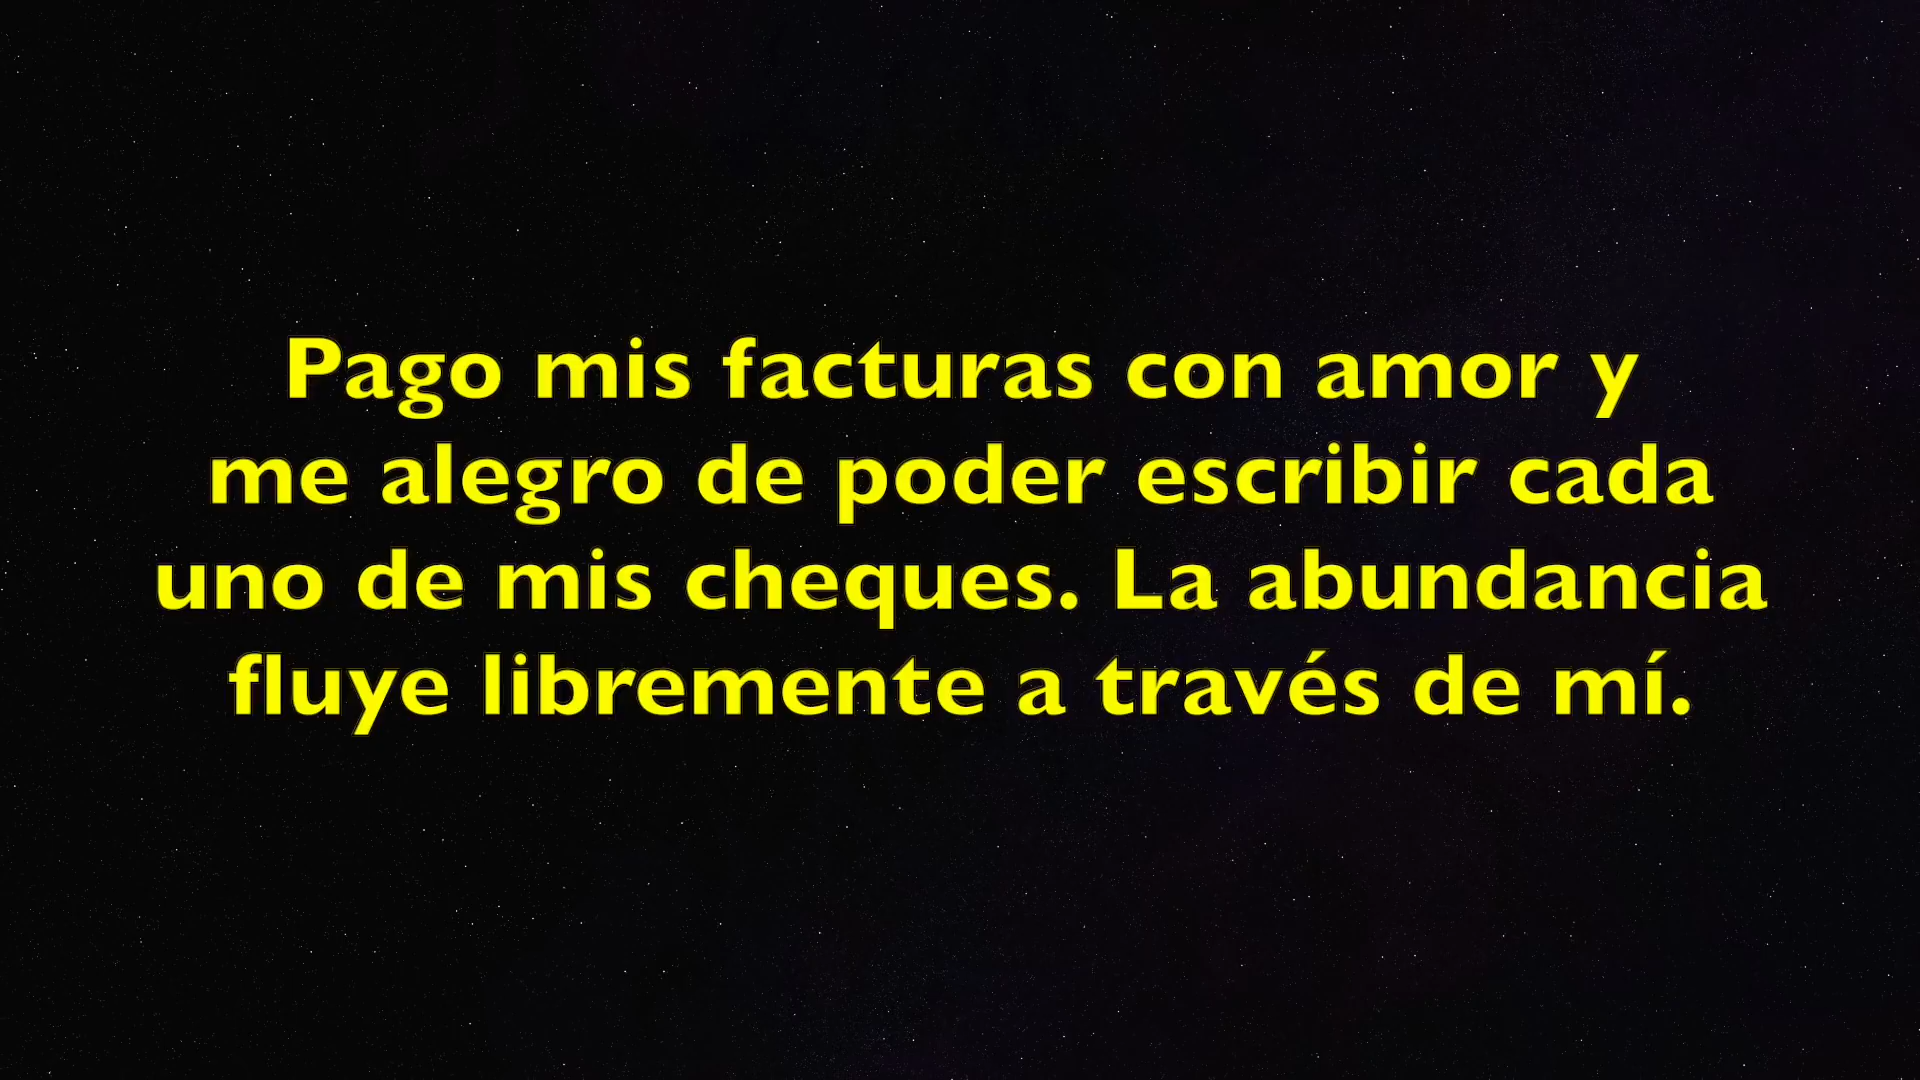 Pago mis facturas con amor y
me alegro de poder escribir cada
uno de mis cheques. La abundancia
fluye libremente a través de mí.